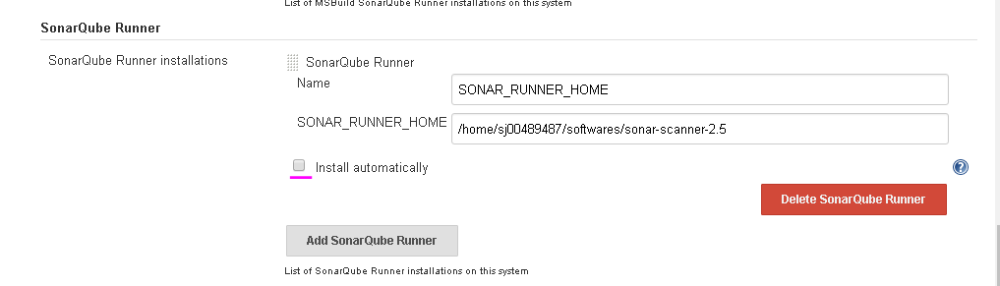 List of MSBuild SonarQube Runner installations on this system
SonarQube Runner
SonarQube Runner installations
SonarQube Runner
Name
SONAR_RUNNER_HOME
SONAR_RUNNER_HOME
/home/sj00489487/softwares/sonar-scanner-2.5
Install automatically
?
Delete SonarQube Runner
Add SonarQube Runner
List of SonarQube Runner installations on this system